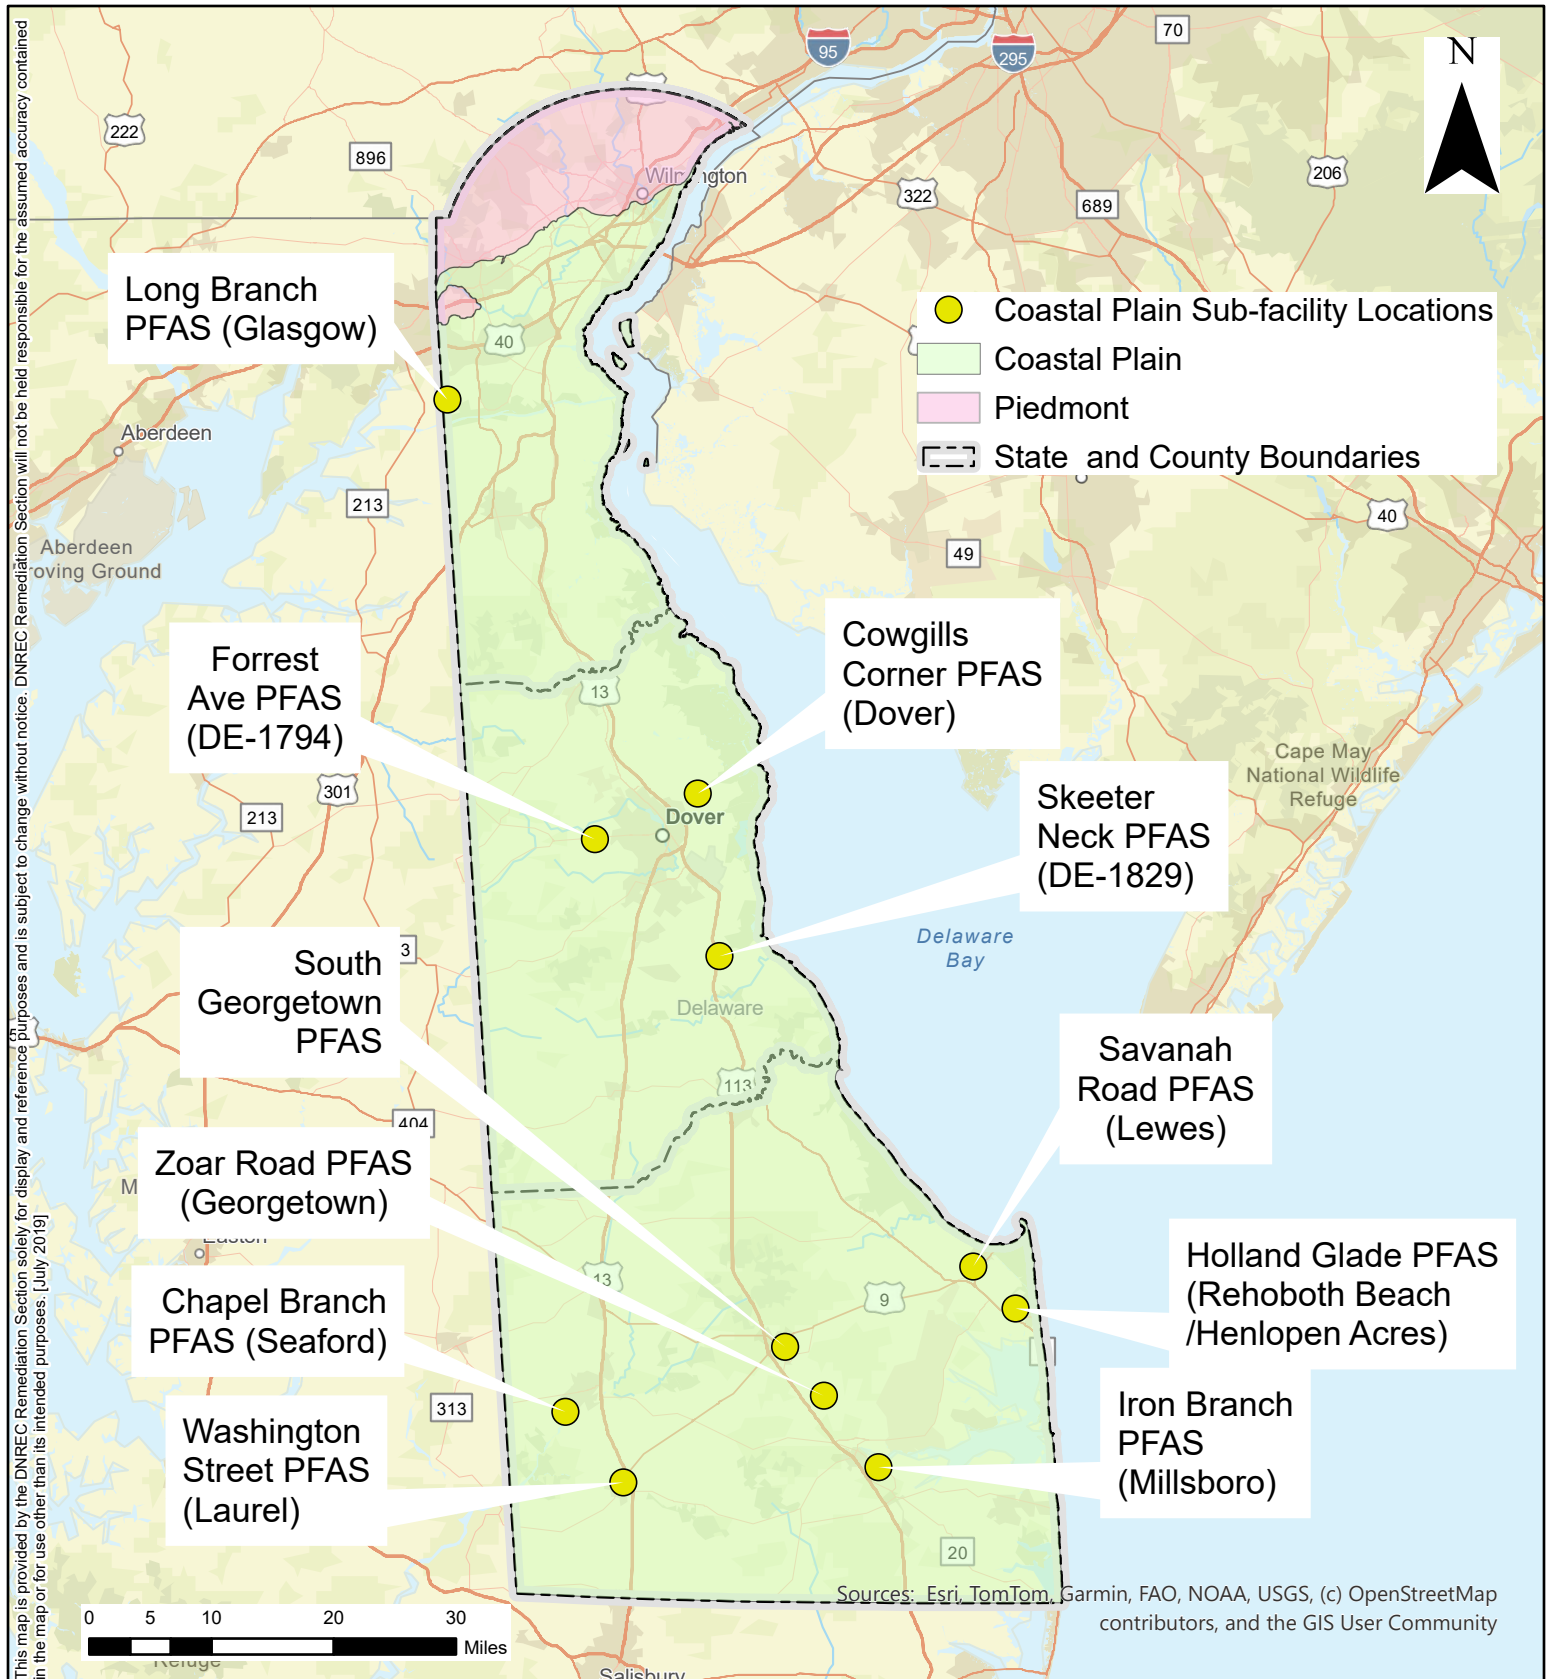 This map is provided by the DNREC Remediation Section solely for display and reference purposes and is subject to change without notice. DNREC Remediation Section will not be held responsible for the assumed accuracy contained
in the map or for use other than its intended purposes. [July 2019]
95
295
70
N
222
896
322
689
206
Wilmington
Long Branch
PFAS (Glasgow)
40
Coastal Plain Sub-facility Locations
Coastal Plain
Piedmont
State and County Boundaries
Aberdeen
213
40
49
Aberdeen
roving Ground
Forrest
Ave PFAS
(DE-1794)
13
Cowgills
Corner PFAS
(Dover)
301
213
Dover
Cape May
National Wildlife
Refuge
Skeeter
Neck PFAS
(DE-1829)
3
South
Georgetown
PFAS
Delaware
Bay
Delaware
113
Savanah
Road PFAS
(Lewes)
404
Zoar Road PFAS
(Georgetown)
M
Easton
13
9
Chapel Branch
PFAS (Seaford)
Holland Glade PFAS
(Rehoboth Beach
/Henlopen Acres)
313
Washington
Street PFAS
(Laurel)
Iron Branch
PFAS
(Millsboro)
20
Sources: Esri, TomTom, Garmin, FAO, NOAA, USGS, (c) OpenStreetMap
contributors, and the GIS User Community
0 5 10 20 30
Miles
Refuge
Salisbury